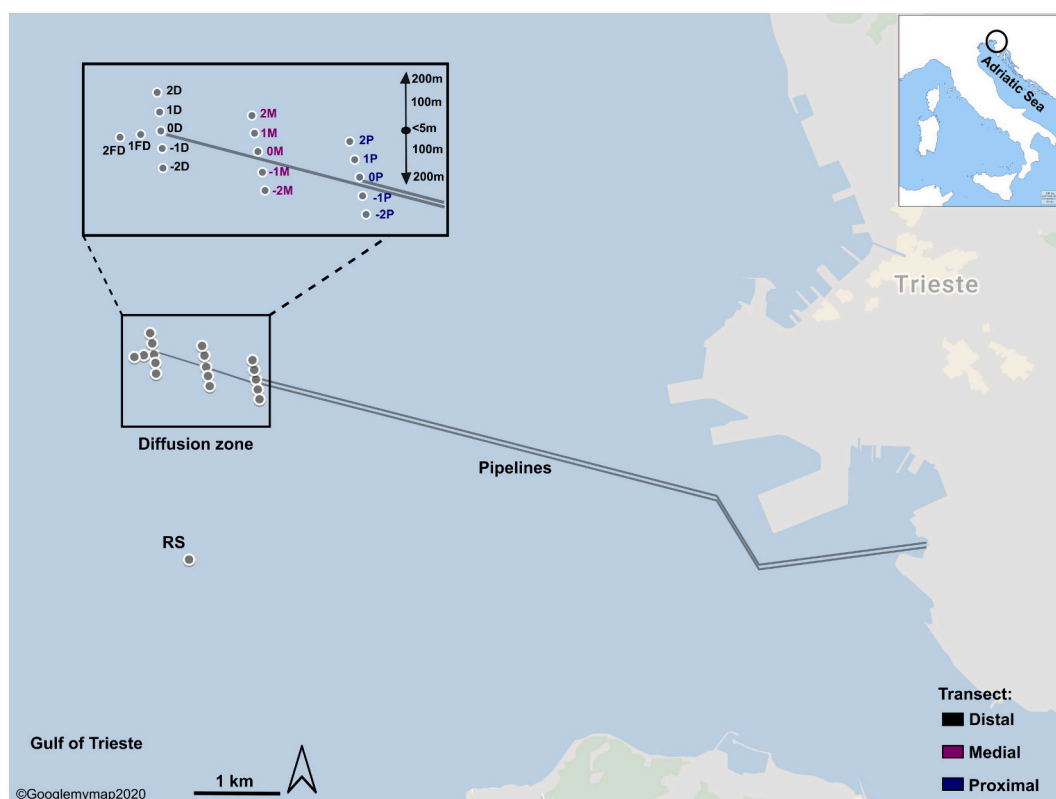 2D
1D
0D
2FD
1FD
-1D
-2D
2M
1M
0M
-1M
-2M
2P
1P
0P
-1P
-2P
200m
100m
<5m
100m
200m
Adriatic Sea
Trieste
Diffusion zone
Pipelines
RS
Transect:
Distal
Medial
Proximal
Gulf of Trieste
1 km
©Googlemymap2020